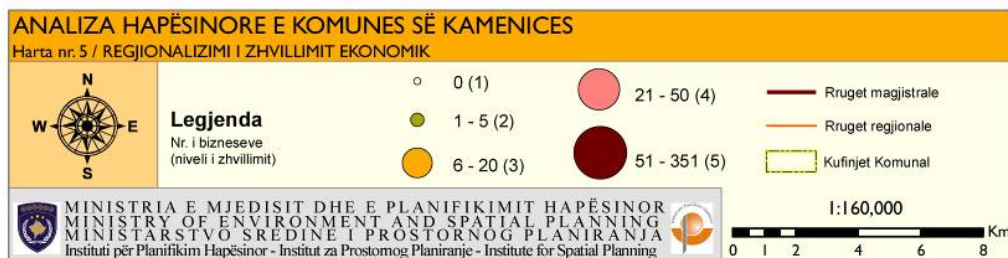 ANALIZA HAPËSINORE E KOMUNES SË KAMENICES
Harta nr. 5 / REGJIONALIZIMI I ZHVILLIMIT EKONOMIK
N
W
E
S
Legjenda
Nr. i bizneseve
(niveli i zhvillimit)
0 (1)
1 - 5 (2)
6 - 20 (3)
21 - 50 (4)
51 - 351 (5)
Rruget magjistrale
Rruget regjionale
Kufinjet Komunal
MINISTRIA E MJEDISIT DHE E PLANIFIKIMIT HAPËSINOR
MINISTRY OF ENVIRONMENT AND SPATIAL PLANNING
MINISTARSTVO SREDINE I PROSTORNOG PLANIRANJA
Instituti për Planifikim Hapësinor - Institut za Prostornog Planiranje - Institute for Spatial Planning
1:160,000
Km
0 1 2 4 6 8